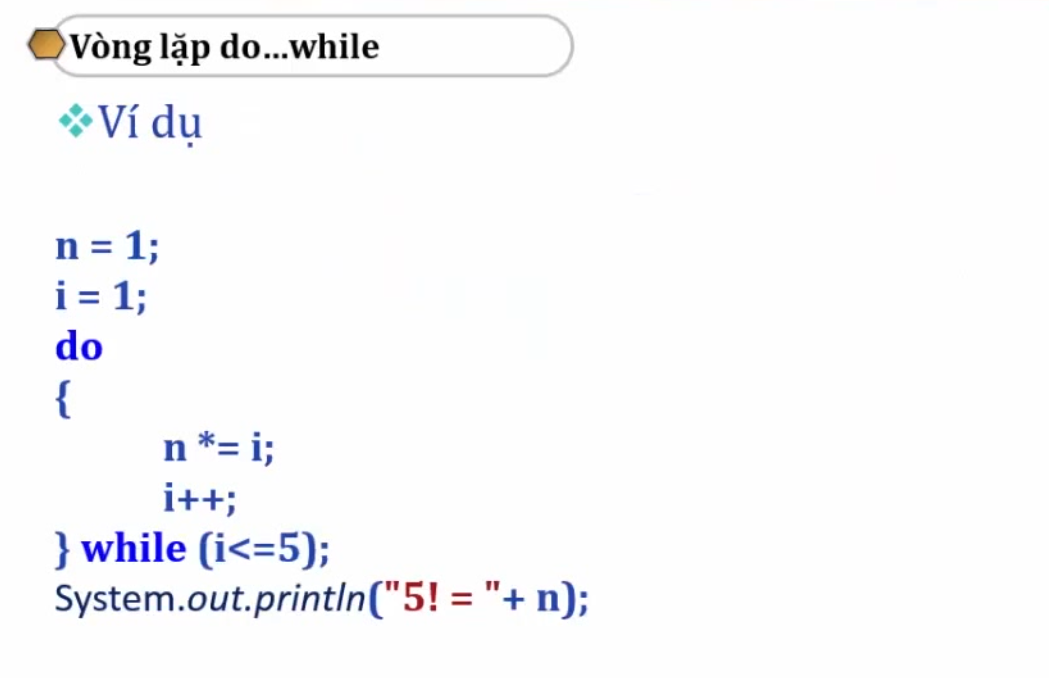 Vòng lặp do...while
Ví dụ
n = 1;
i = 1;
do
{
n *= i;
i++;
} while (i<=5);
System.out.println("5! = "+ n);